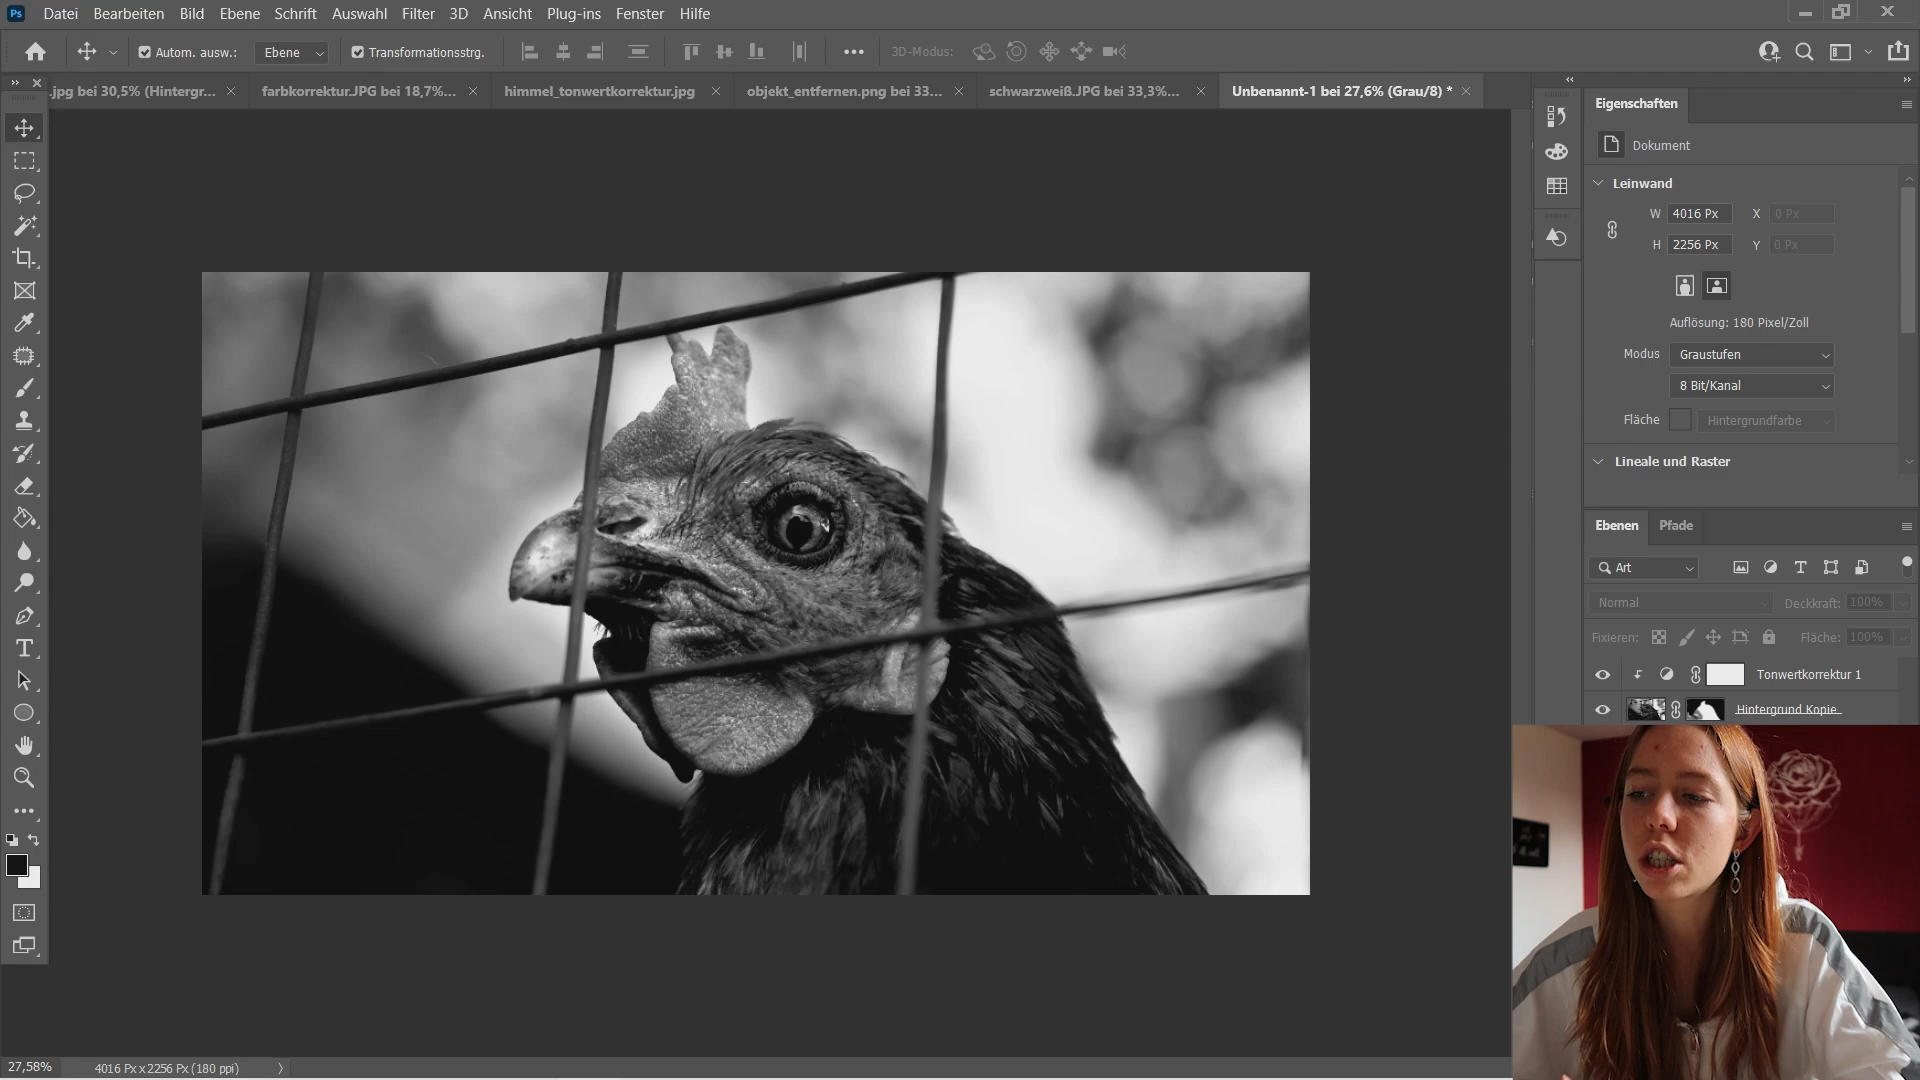 Ps Datei Bearbeiten Bild Ebene Schrift Auswahl Filter 3D Ansicht Plug-ins Fenster Hilfe
Autom. ausw.: Ebene Transformationsstrg. 3D-Modus:
.jpg bei 30,5% (Hintergr... farbkorrektur.JPG bei 18,7%... himmel_tonwertkorrektur.jpg objekt_entfernen.png bei 33... schwarzweiß.JPG bei 33,3%... Unbenannt-1 bei 27,6% (Grau/8) *
Eigenschaften
Dokument
Leinwand
W 4016 Px X 0 Px
H 2256 Px Y 0 Px
Auflösung: 180 Pixel/Zoll
Modus Graustufen
8 Bit/Kanal
Fläche Hintergrundfarbe
Lineale und Raster
Ebenen Pfade
Art
Normal Deckkraft: 100%
Fixieren: Fläche: 100%
Tonwertkorrektur 1
Hintergrund Kopie
27,58% 4016 Px x 2256 Px (180 ppi)